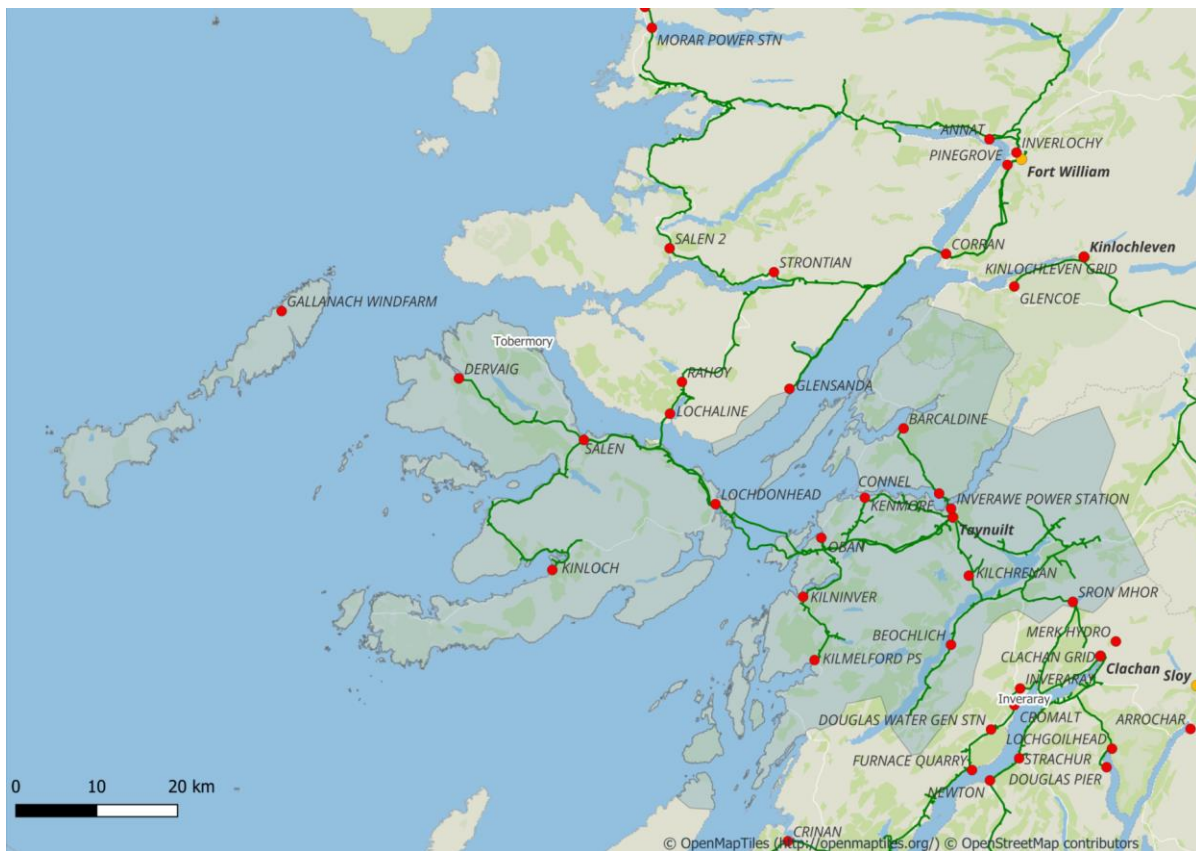 MORAR POWER STN
ANNAT
INVERLOCHY
PINEGROVE
Fort William
SALEN 2
CORRAN
Kinlochleven
STRONTIAN
KINLOCHLEVEN GRID
GLENCOE
GALLANACH WINDFARM
Tobermory
DERVAIG
RAHOY
GLENSANDA
LOCHALINE
BARCALDINE
SALEN
CONNEL
LOCHDONHEAD
INVERAWE POWER STATION
KENMORE
Taynuilt
OBAN
KINLOCH
KILCHRENAN
SRON MHOR
KILNINVER
BEOCHLICH
MERK HYDRO
KILMELFORD PS
CLACHAN GRID
Clachan
Sloy
INVERARAY
Inveraray
DOUGLAS WATER GEN STN
CROMALT
ARROCHAR
LOCHGOILHEAD
FURNACE QUARRY
STRACHUR
DOUGLAS PIER
NEWTON
0 10 20 km
CRINAN
© OpenMapTiles (http://openmaptiles.org/) © OpenStreetMap contributors